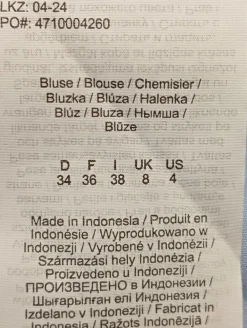 LKZ: 04-24
PO#: 4710004260
Bluse / Blouse / Chemisier /
Bluzka / Blúza / Halenka /
Blúz / Bluza / Нымша /
Blūze
D F I UK US
34 36 38 8 4
Made in Indonesia / Produit en
Indonésie / Wyprodukowano w
Indonezji / Vyrobené v Indonézii /
Származási hely Indonézia /
Proizvedeno u Indoneziji /
ПРОИЗВЕДЕНО В ИНДОНЕЗИИ /
Шығарылған елі Индонезия /
Izdelano v Indoneziji / Fabricat in
Indonesia / Ražots Indonēzijā /